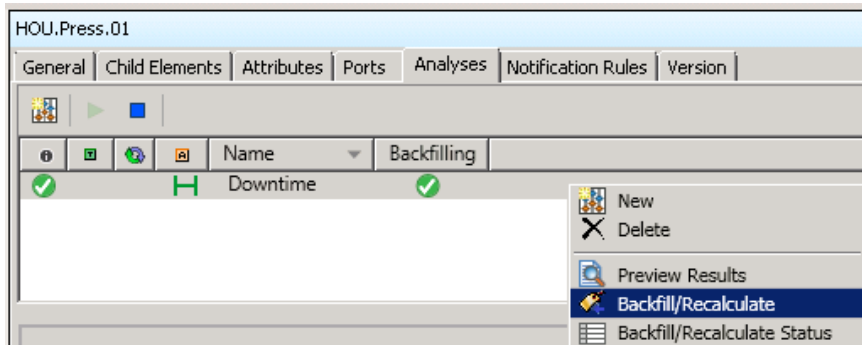 HOU.Press.01
General Child Elements Attributes Ports Analyses Notification Rules Version
Name Backfilling
Downtime
New
Delete
Preview Results
Backfill/Recalculate
Backfill/Recalculate Status